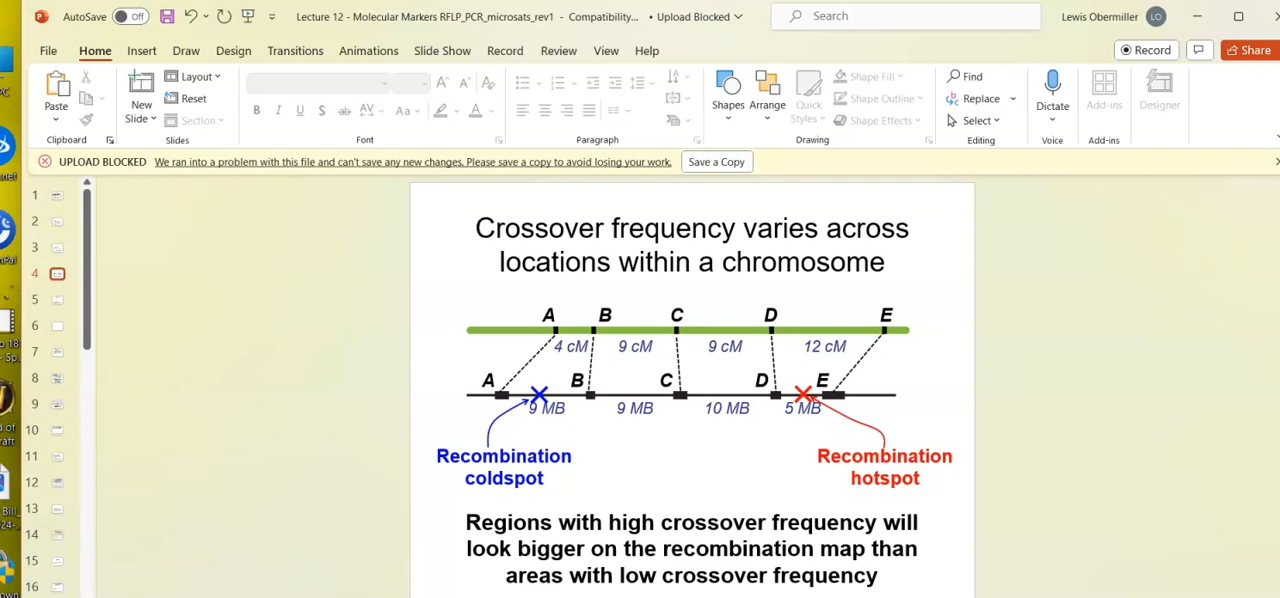 AutoSave Off Lecture 12 - Molecular Markers RFLP_PCR_microsats_rev1 - Compatibility... • Upload Blocked Search Lewis Obermiller LO
File Home Insert Draw Design Transitions Animations Slide Show Record Review View Help Record Share
PC Paste New Slide Layout Reset Section Shapes Arrange Quick Styles Shape Fill Shape Outline Shape Effects Find Replace Select Dictate Add-ins Designer
B I U S ab AV Aa A
Clipboard Slides Font Paragraph Drawing Editing Voice Add-ins
UPLOAD BLOCKED We ran into a problem with this file and can't save any new changes. Please save a copy to avoid losing your work. Save a Copy
1
2
3
4
5
6
7
8
9
10
11
12
13
14
15
16
Crossover frequency varies across
locations within a chromosome
A B C D E
4 cM 9 cM 9 cM 12 cM
A B C D E
9 MB 9 MB 10 MB 5 MB
Recombination
coldspot
Recombination
hotspot
Regions with high crossover frequency will
look bigger on the recombination map than
areas with low crossover frequency